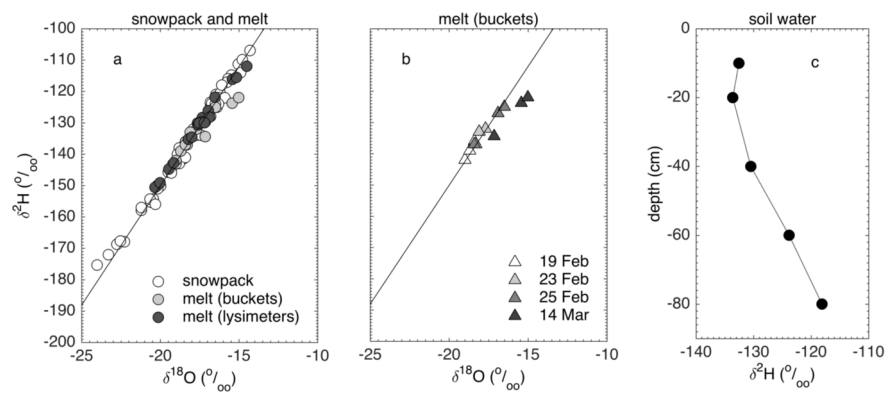 snowpack and melt
a
-100
-110
-120
-130
-140
-150
-160
-170
-180
-190
-200
δ²H (‰)
snowpack
melt (buckets)
melt (lysimeters)
-25 -20 -15 -10
δ¹⁸O (‰)
melt (buckets)
b
19 Feb
23 Feb
25 Feb
14 Mar
-25 -20 -15 -10
δ¹⁸O (‰)
soil water
c
0
-20
-40
-60
-80
depth (cm)
-140 -130 -120 -110
δ²H (‰)